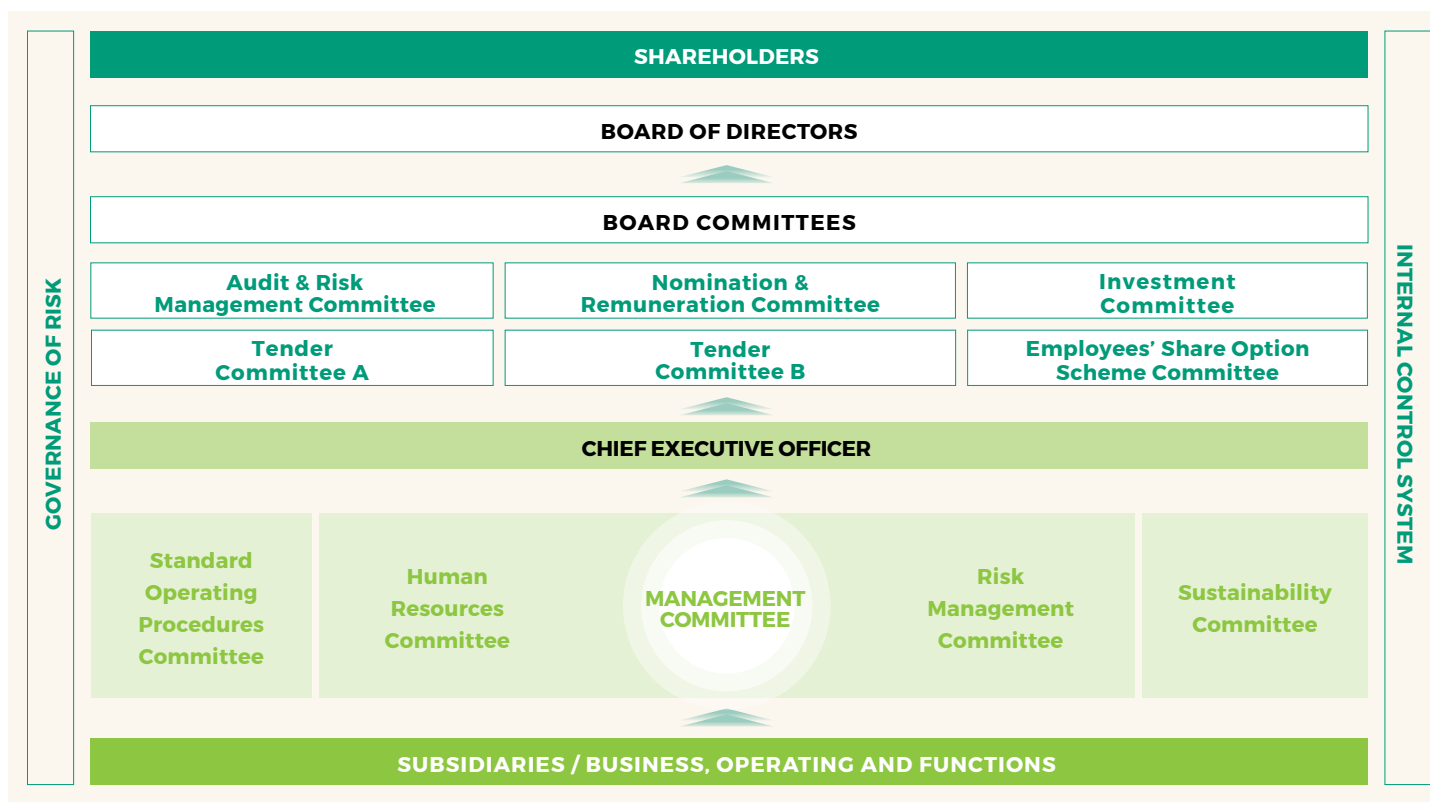 SHAREHOLDERS
BOARD OF DIRECTORS
BOARD COMMITTEES
Audit & Risk
Management Committee
Nomination &
Remuneration Committee
Investment
Committee
Tender
Committee A
Tender
Committee B
Employees’ Share Option
Scheme Committee
CHIEF EXECUTIVE OFFICER
Standard
Operating
Procedures
Committee
Human
Resources
Committee
MANAGEMENT
COMMITTEE
Risk
Management
Committee
Sustainability
Committee
SUBSIDIARIES / BUSINESS, OPERATING AND FUNCTIONS
GOVERNANCE OF RISK
INTERNAL CONTROL SYSTEM